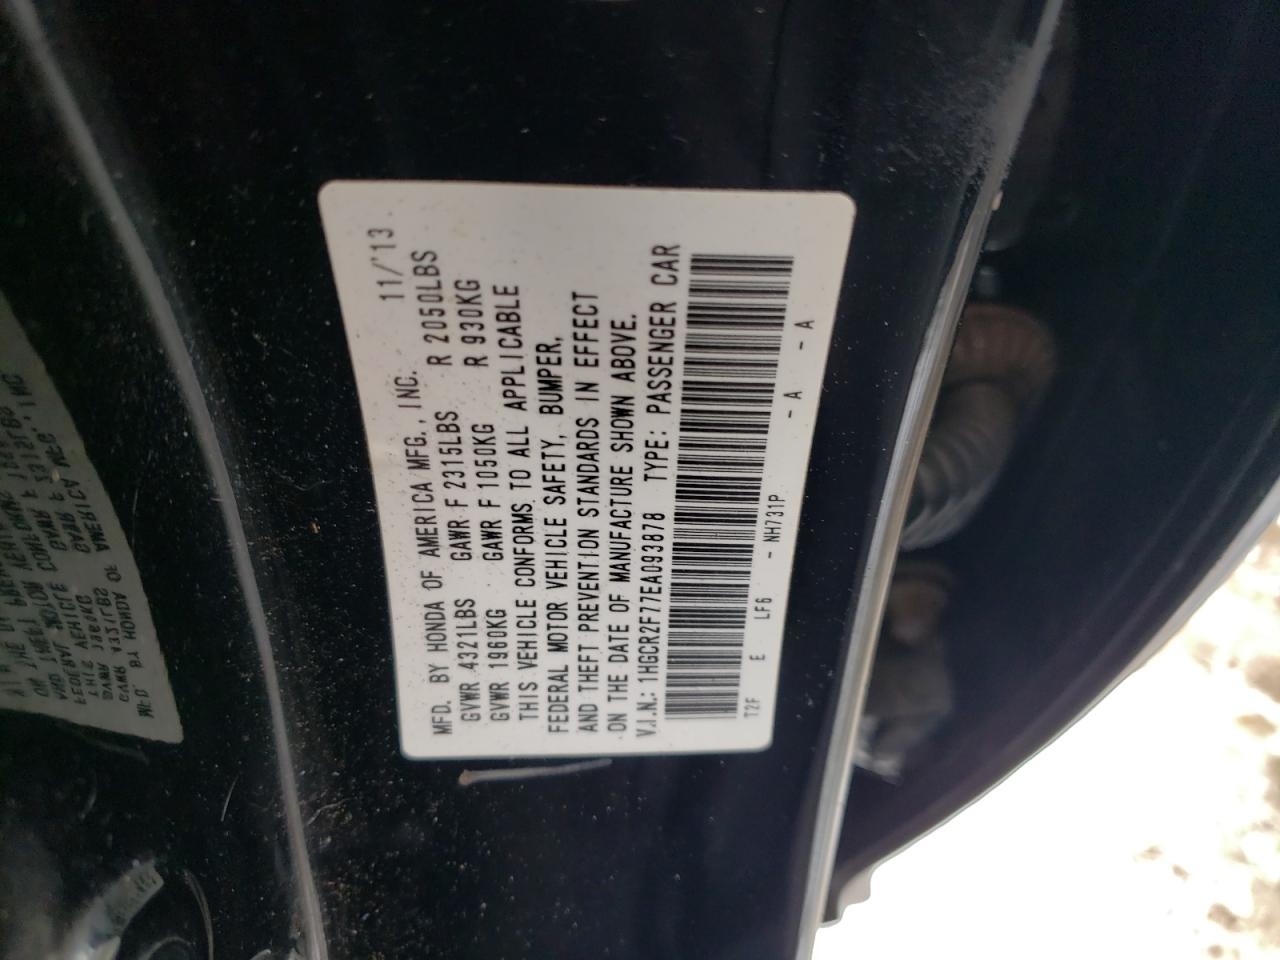 11/'13
MFD. BY HONDA OF AMERICA MFG., INC.
GVWR 4321LBS GAWR F 2315LBS R 2050LBS
GVWR 1960KG GAWR F 1050KG R 930KG
THIS VEHICLE CONFORMS TO ALL APPLICABLE
FEDERAL MOTOR VEHICLE SAFETY, BUMPER,
AND THEFT PREVENTION STANDARDS IN EFFECT
ON THE DATE OF MANUFACTURE SHOWN ABOVE.
V.I.N.: 1HGCR2F77EA093878 TYPE: PASSENGER CAR
T2F E LF6 - NH731P - A - A